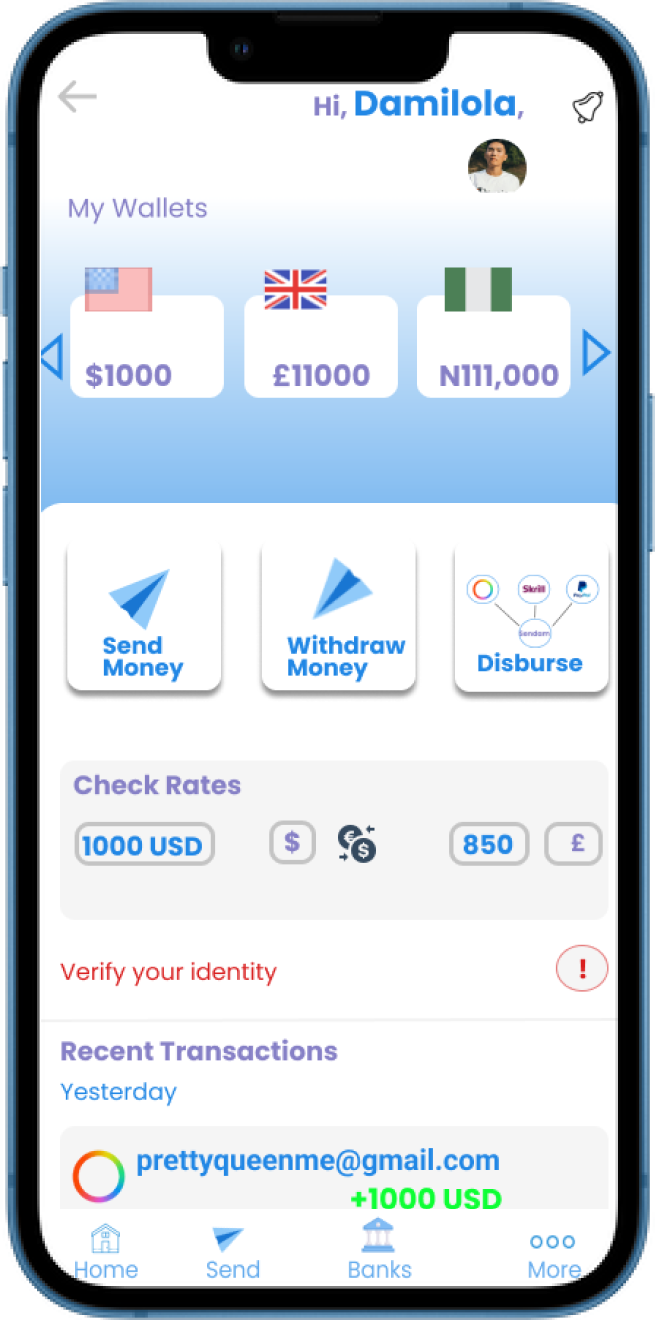 Hi, Damilola,
My Wallets
$1000
£11000
N111,000
Send
Money
Withdraw
Money
Skrill
PayPal
Sendam
Disburse
Check Rates
1000 USD
$
€
$
850
£
Verify your identity
!
Recent Transactions
Yesterday
prettyqueenme@gmail.com
+1000 USD
Home
Send
Banks
More